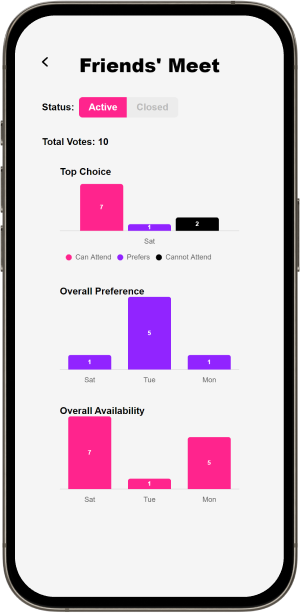 Friends' Meet
Status: Active Closed
Total Votes: 10
Top Choice
7 1 2
Sat
Can Attend Prefers Cannot Attend
Overall Preference
1 5 1
Sat Tue Mon
Overall Availability
7 1 5
Sat Tue Mon